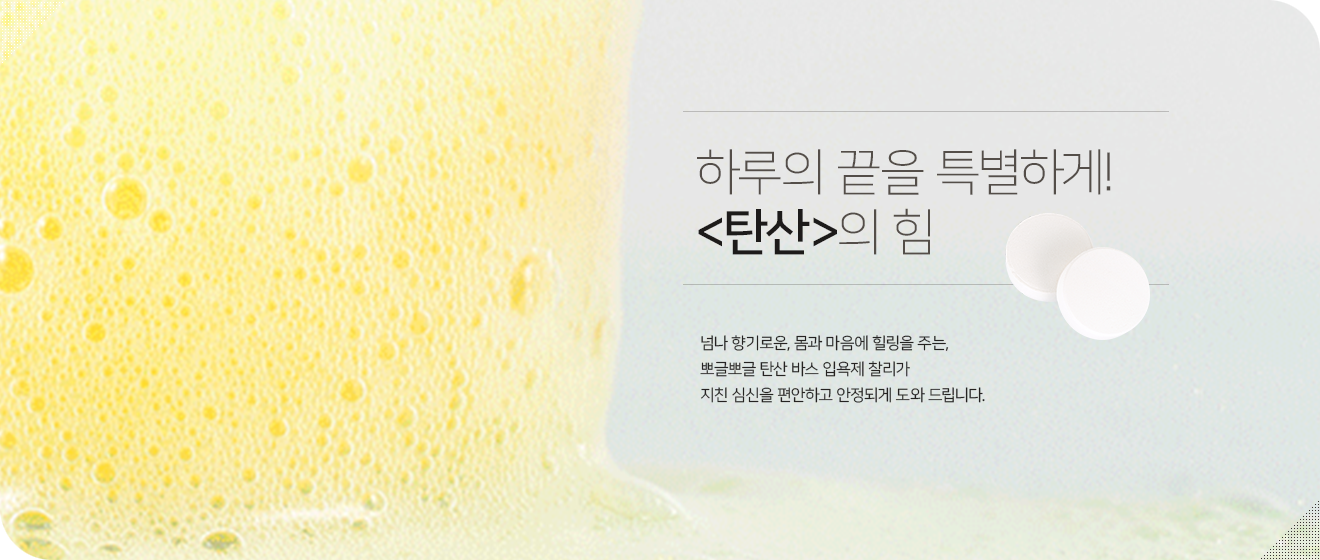 하루의 끝을 특별하게!
<탄산>의 힘
넘나 향기로운, 몸과 마음에 힐링을 주는,
뽀글뽀글 탄산 바스 입욕제 찰리가
지친 심신을 편안하고 안정되게 도와 드립니다.